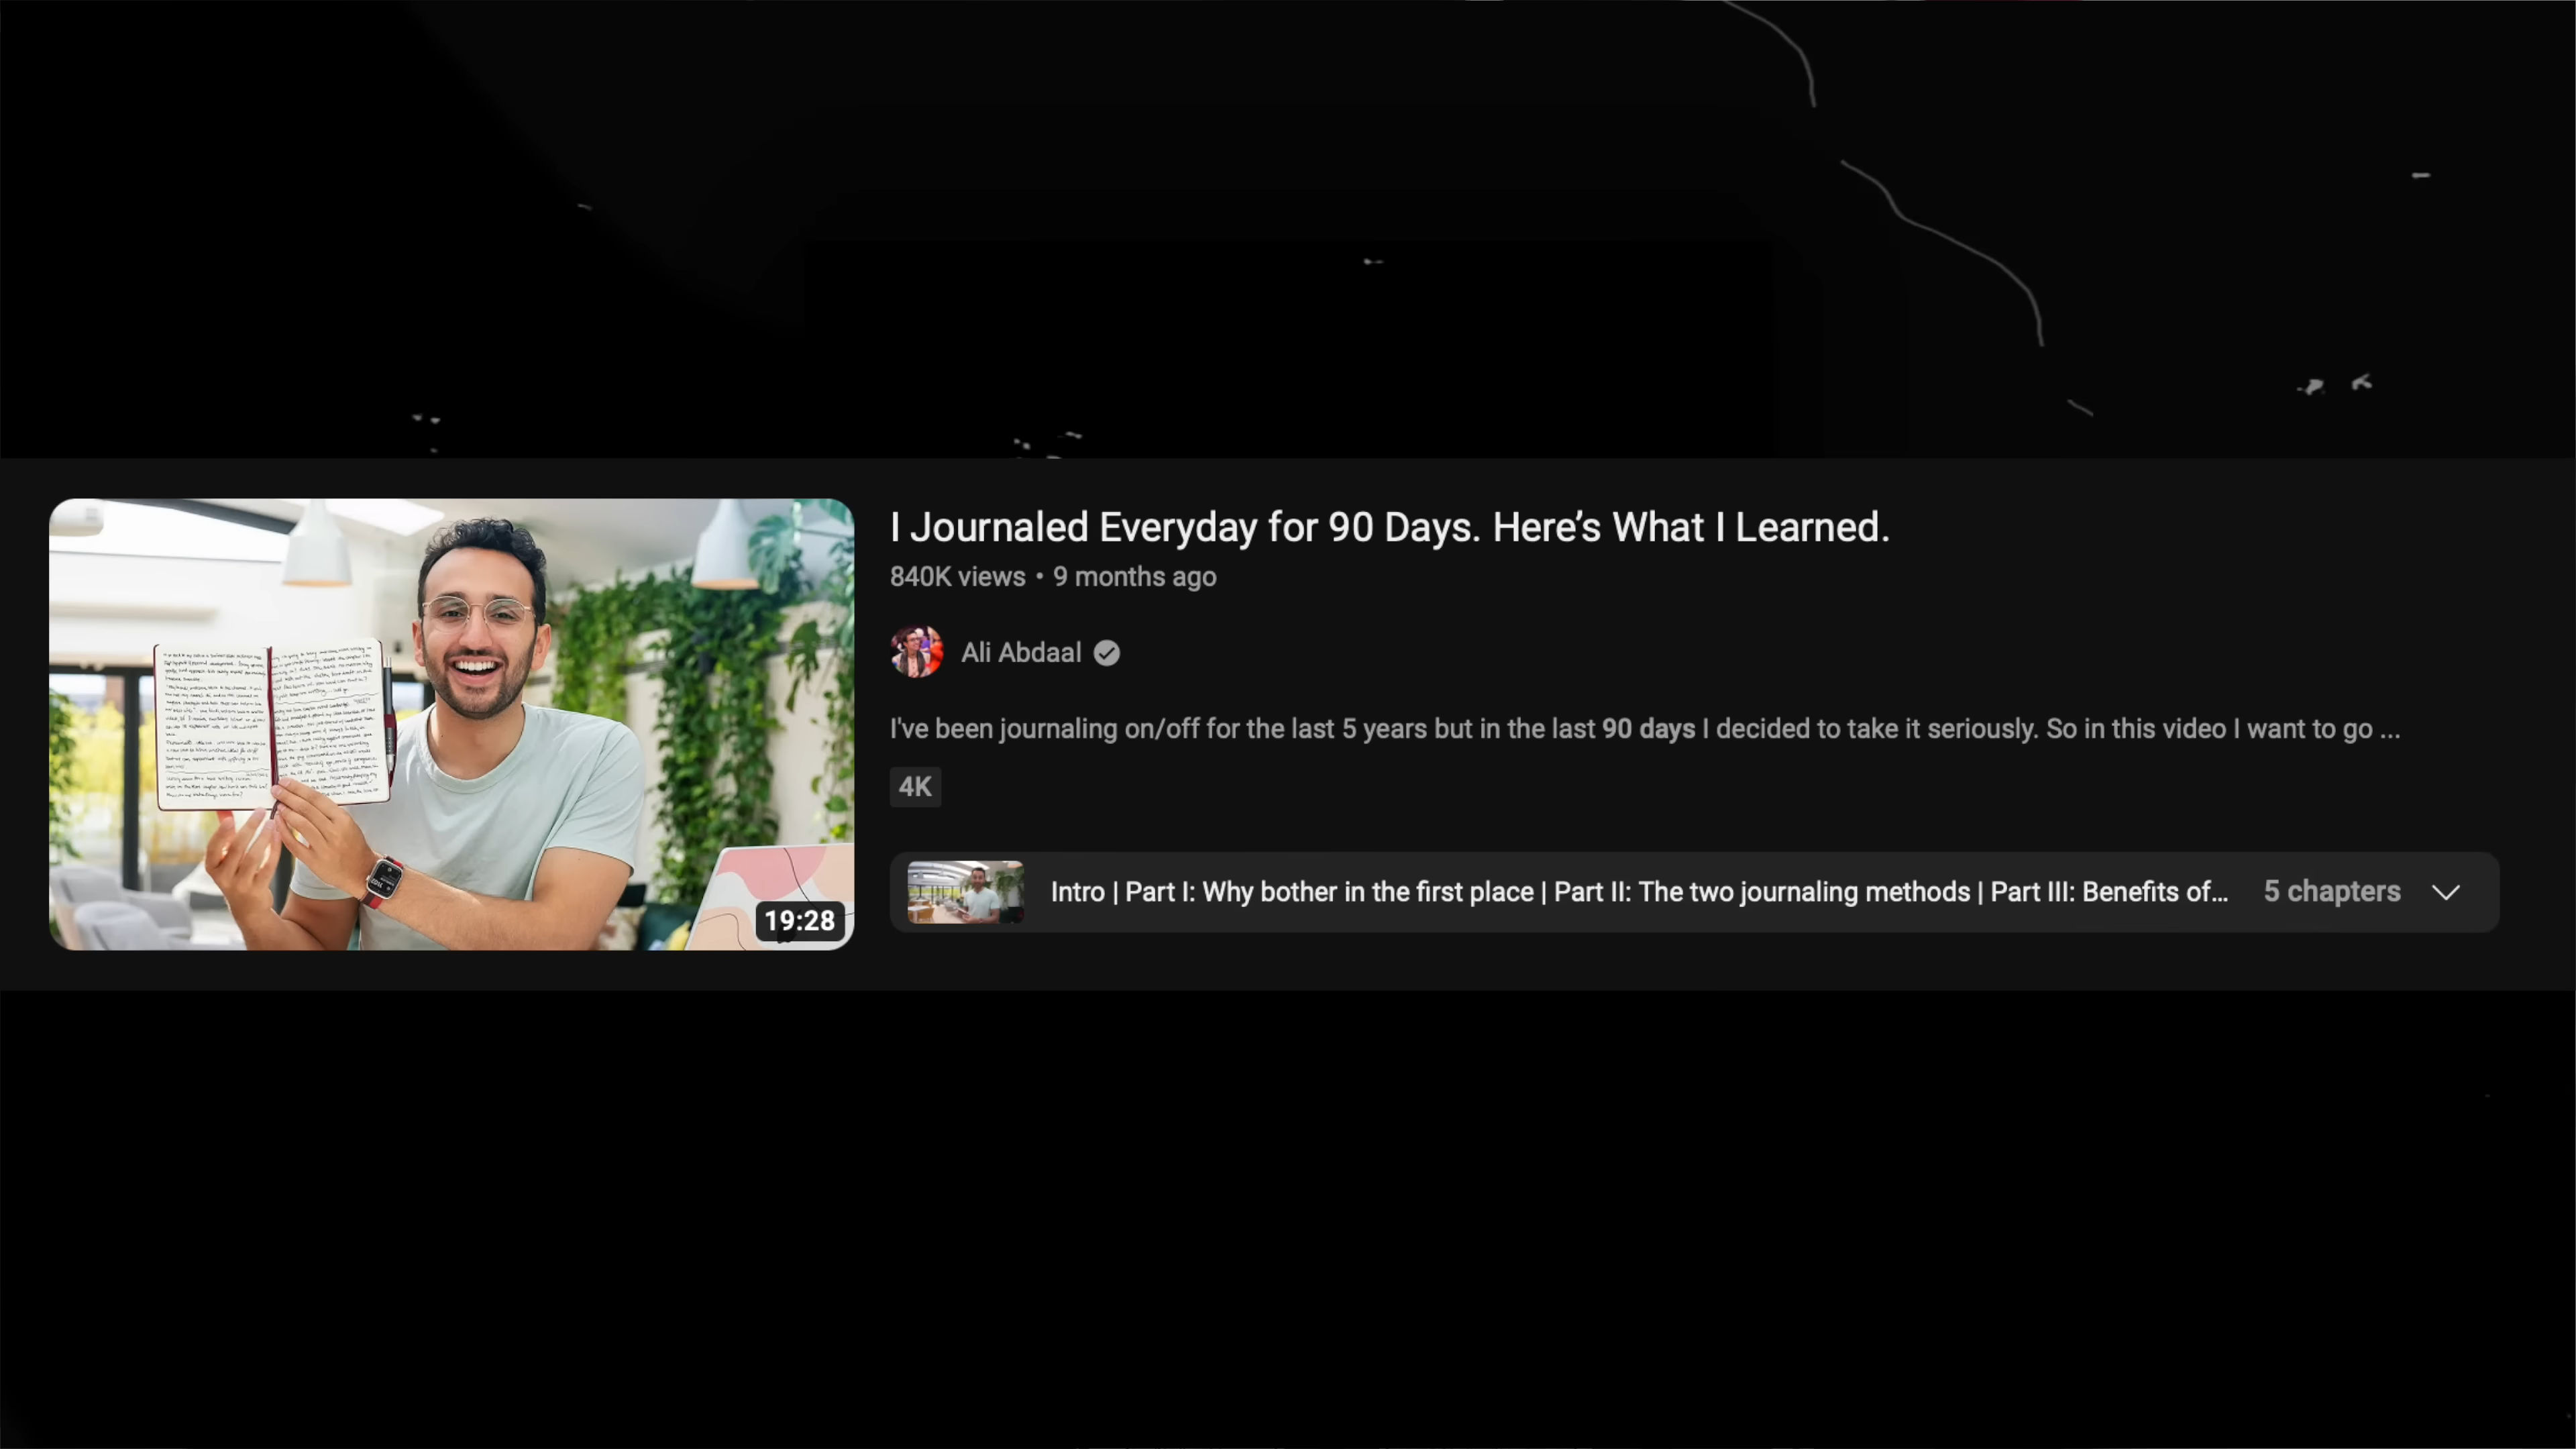 I Journaled Everyday for 90 Days. Here’s What I Learned.
840K views • 9 months ago
Ali Abdaal
I've been journaling on/off for the last 5 years but in the last 90 days I decided to take it seriously. So in this video I want to go ...
4K
19:28
Intro | Part I: Why bother in the first place | Part II: The two journaling methods | Part III: Benefits of... 5 chapters